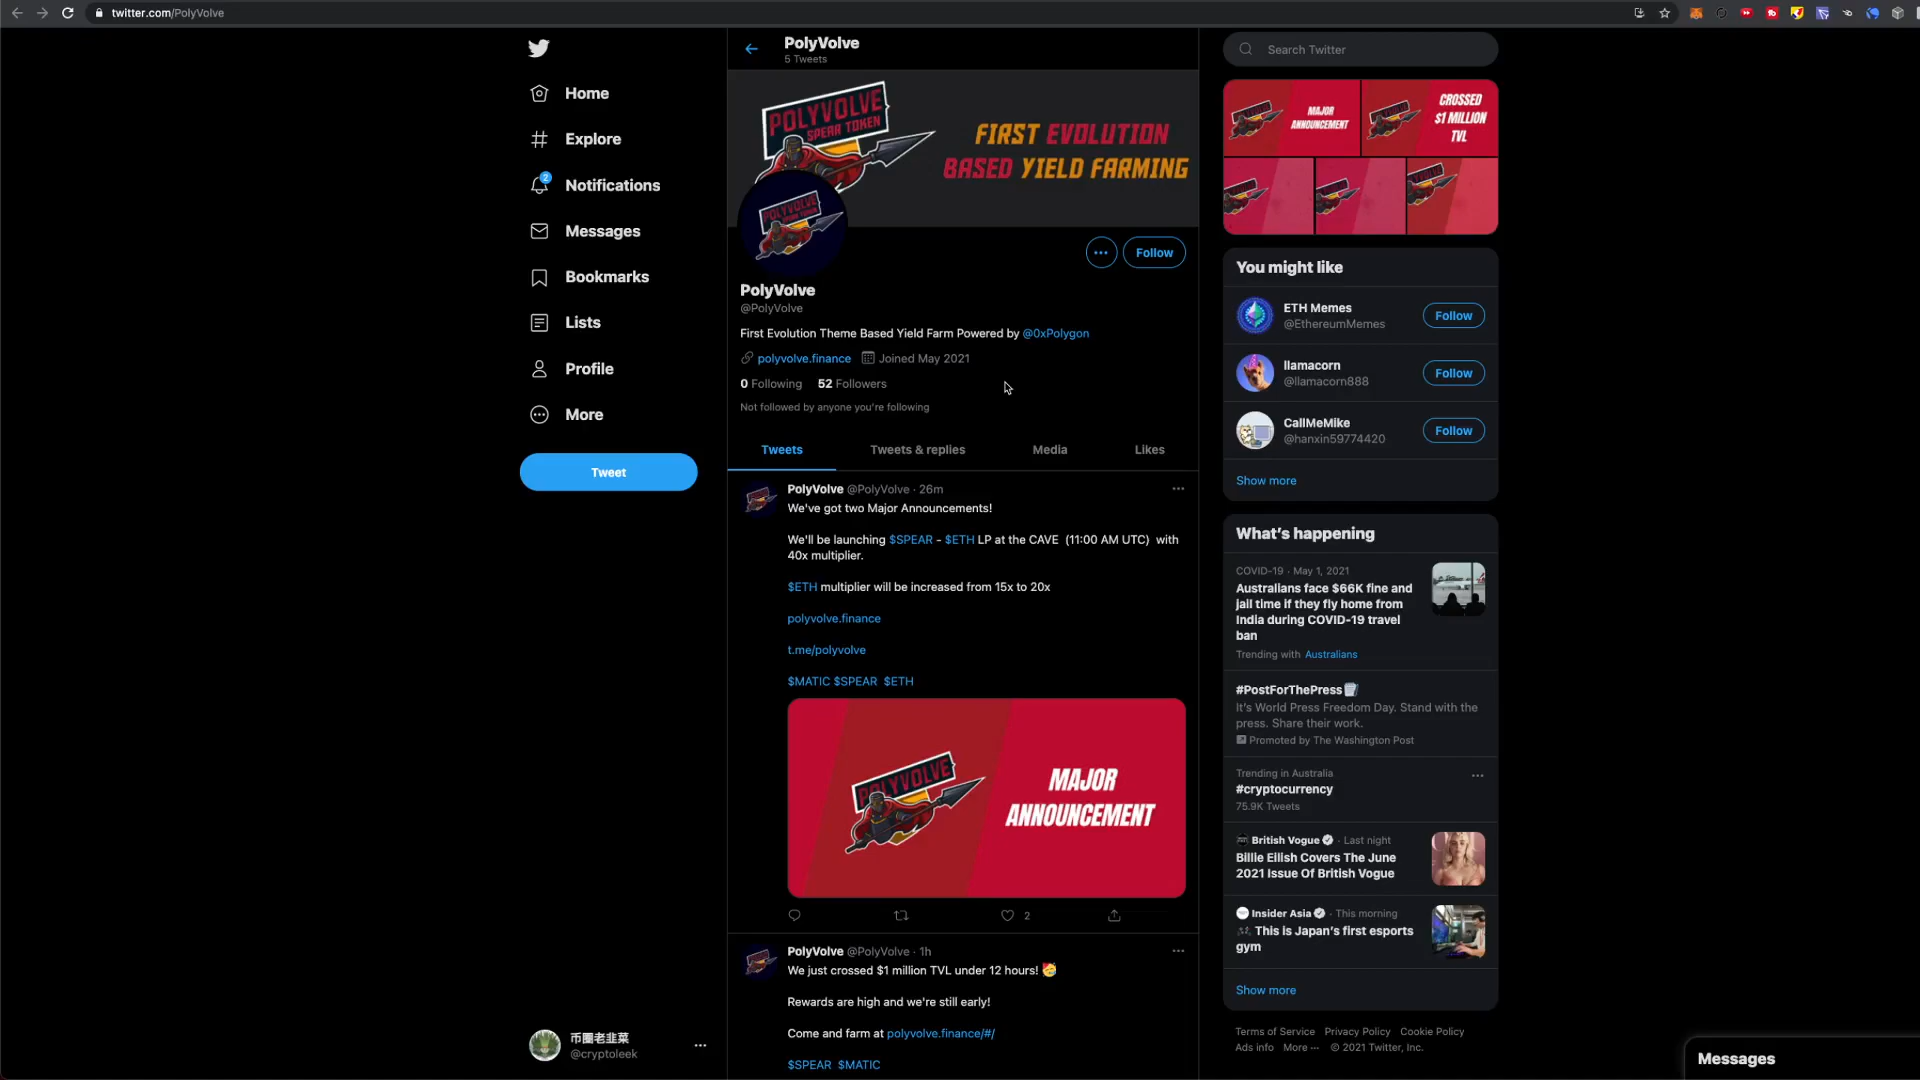 twitter.com/PolyVolve
Home
Explore
2
Notifications
Messages
Bookmarks
Lists
Profile
More
Tweet
币圈老韭菜
@cryptoleek
PolyVolve
5 Tweets
POLYVOLVE
SPEAR TOKEN
FIRST EVOLUTION
BASED YIELD FARMING
POLYVOLVE
SPEAR TOKEN
Follow
PolyVolve
@PolyVolve
First Evolution Theme Based Yield Farm Powered by @0xPolygon
polyvolve.finance Joined May 2021
0 Following 52 Followers
Not followed by anyone you're following
Tweets Tweets & replies Media Likes
PolyVolve @PolyVolve · 26m
We've got two Major Announcements!
We'll be launching $SPEAR - $ETH LP at the CAVE (11:00 AM UTC) with
40x multiplier.
$ETH multiplier will be increased from 15x to 20x
polyvolve.finance
t.me/polyvolve
$MATIC $SPEAR $ETH
POLYVOLVE
MAJOR
ANNOUNCEMENT
2
PolyVolve @PolyVolve · 1h
We just crossed $1 million TVL under 12 hours! 🥳
Rewards are high and we're still early!
Come and farm at polyvolve.finance/#/
$SPEAR $MATIC
Search Twitter
MAJOR
ANNOUNCEMENT
CROSSED
$1 MILLION
TVL
You might like
ETH Memes
@EthereumMemes
Follow
llamacorn
@llamacorn888
Follow
CallMeMike
@hanxin59774420
Follow
Show more
What's happening
COVID-19 · May 1, 2021
Australians face $66K fine and
jail time if they fly home from
India during COVID-19 travel
ban
Trending with Australians
#PostForThePress
It's World Press Freedom Day. Stand with the
press. Share their work.
Promoted by The Washington Post
Trending in Australia
#cryptocurrency
75.9K Tweets
British Vogue · Last night
Billie Eilish Covers The June
2021 Issue Of British Vogue
Insider Asia · This morning
This is Japan's first esports
gym
Show more
Terms of Service Privacy Policy Cookie Policy
Ads info More ··· © 2021 Twitter, Inc.
Messages